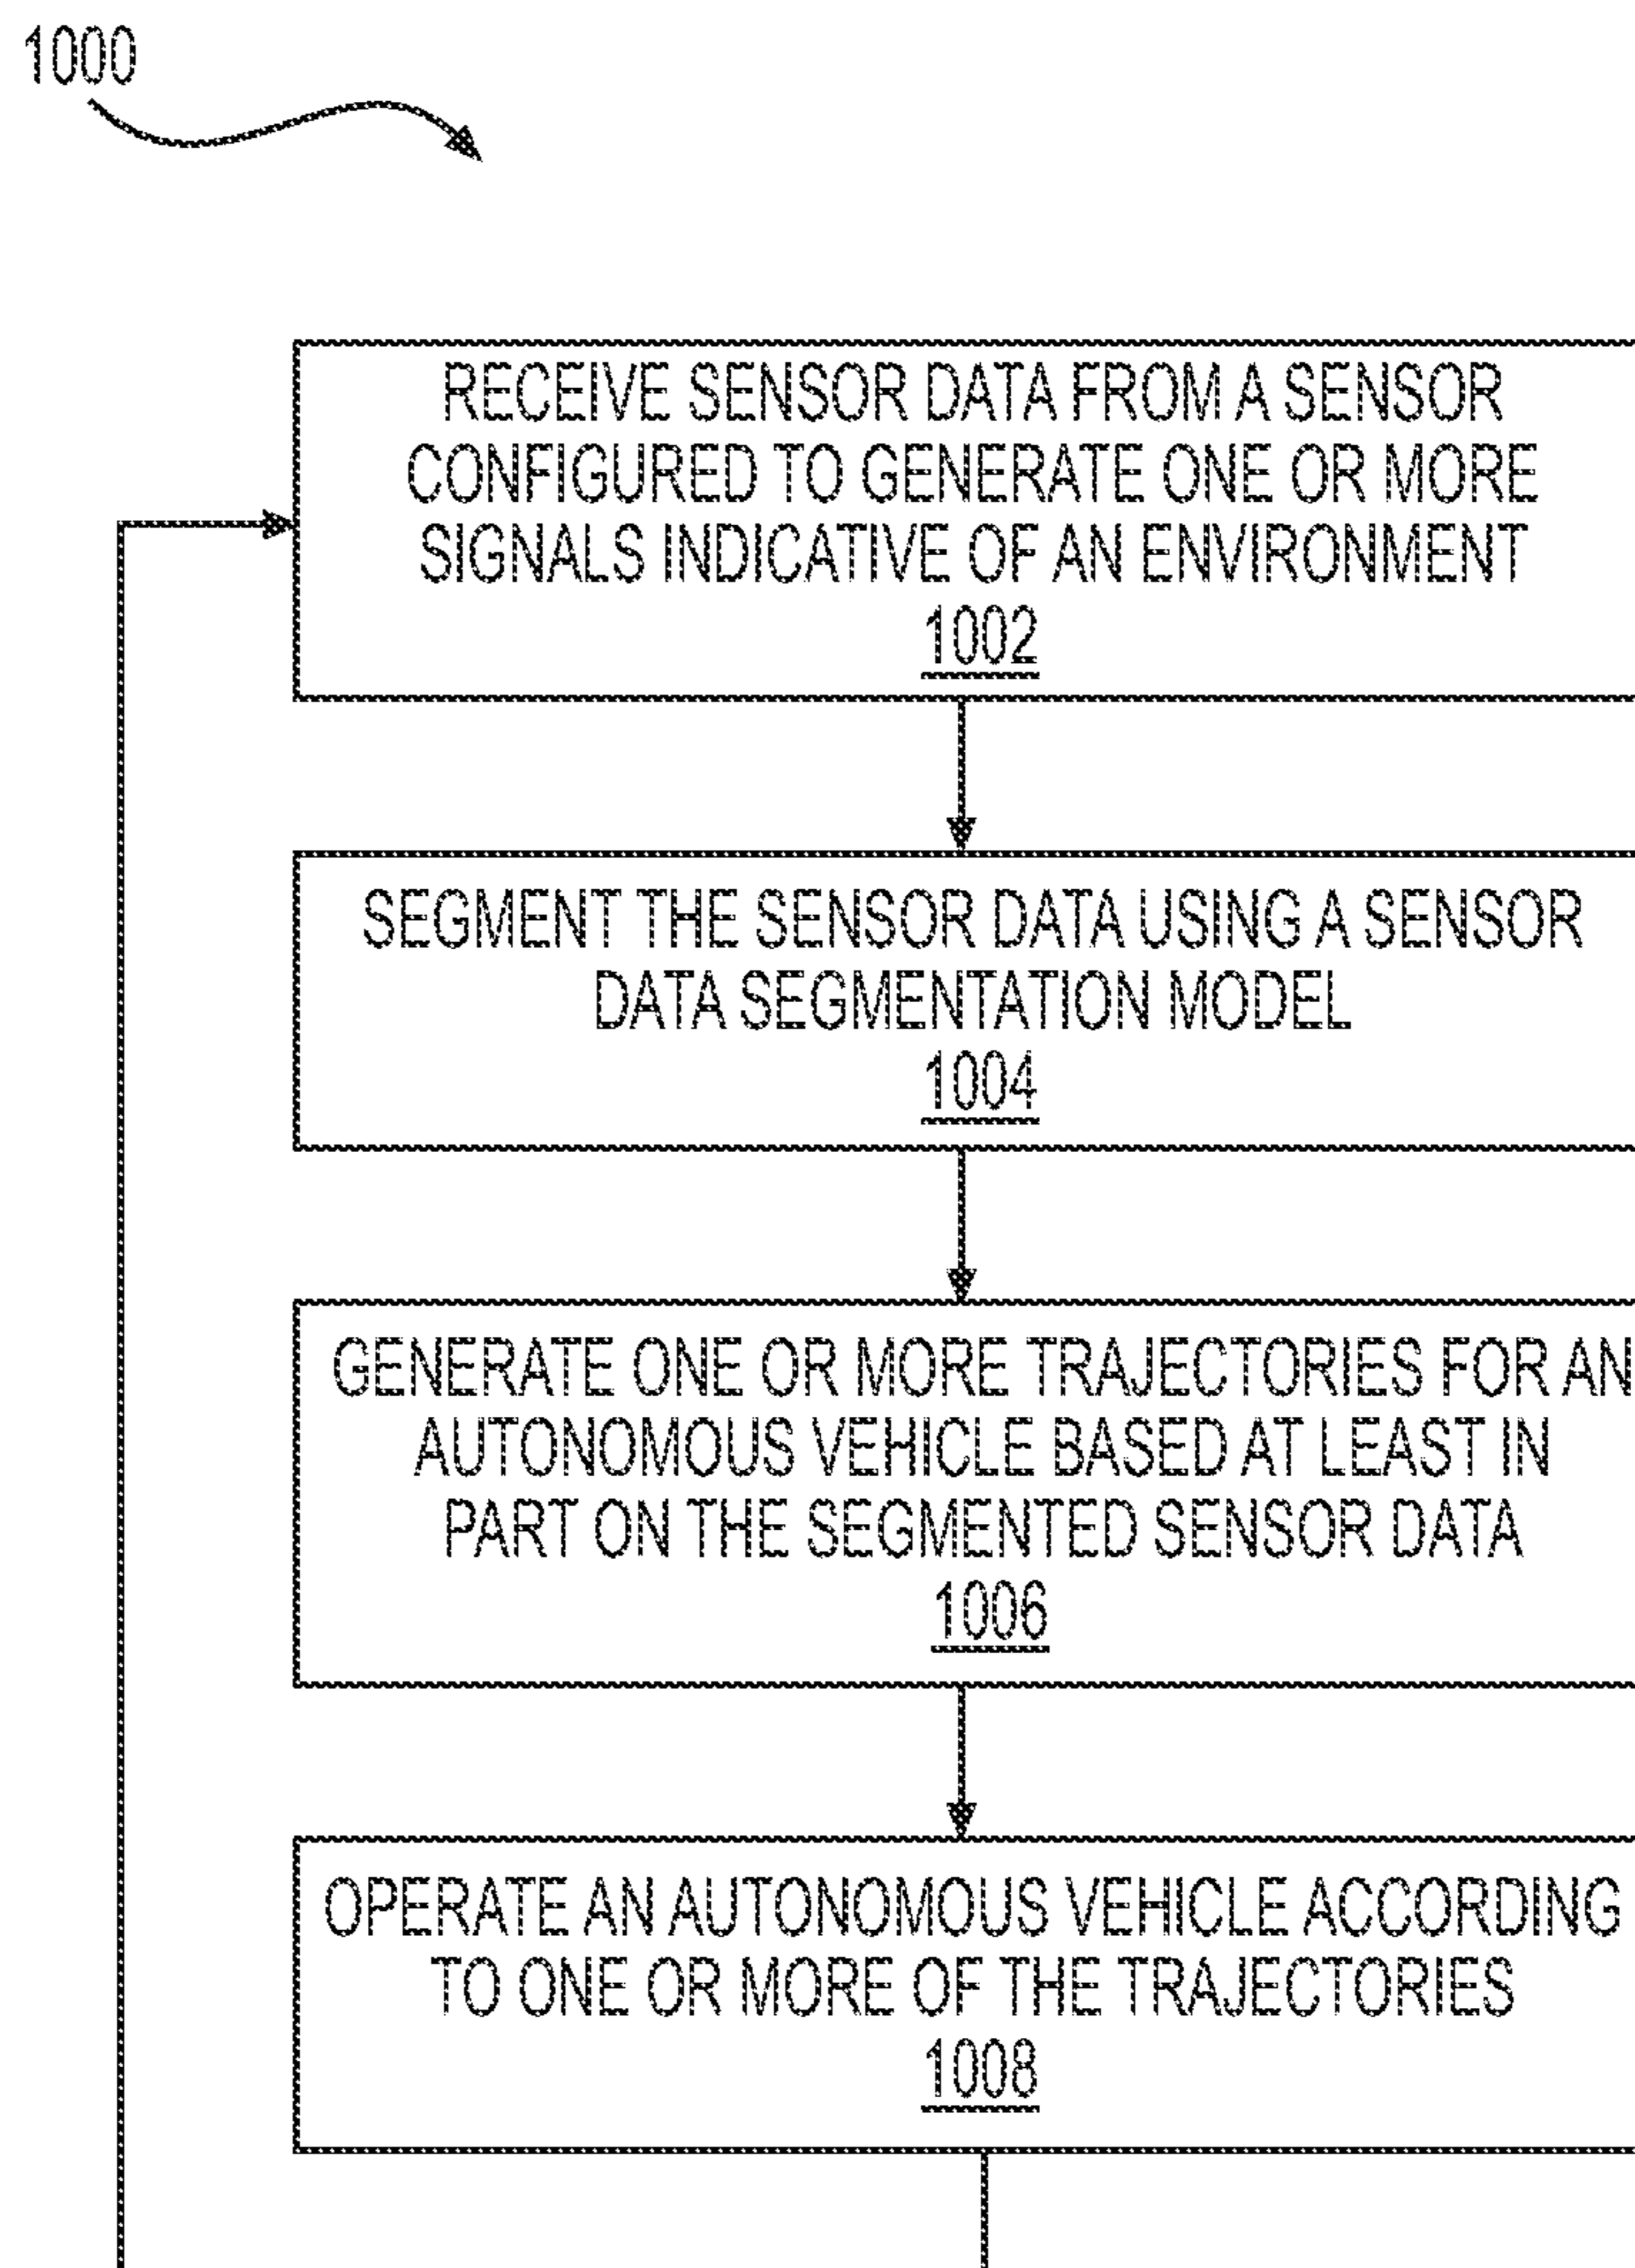 1000
RECEIVE SENSOR DATA FROM A SENSOR
CONFIGURED TO GENERATE ONE OR MORE
SIGNALS INDICATIVE OF AN ENVIRONMENT
1002
SEGMENT THE SENSOR DATA USING A SENSOR
DATA SEGMENTATION MODEL
1004
GENERATE ONE OR MORE TRAJECTORIES FOR AN
AUTONOMOUS VEHICLE BASED AT LEAST IN
PART ON THE SEGMENTED SENSOR DATA
1006
OPERATE AN AUTONOMOUS VEHICLE ACCORDING
TO ONE OR MORE OF THE TRAJECTORIES
1008